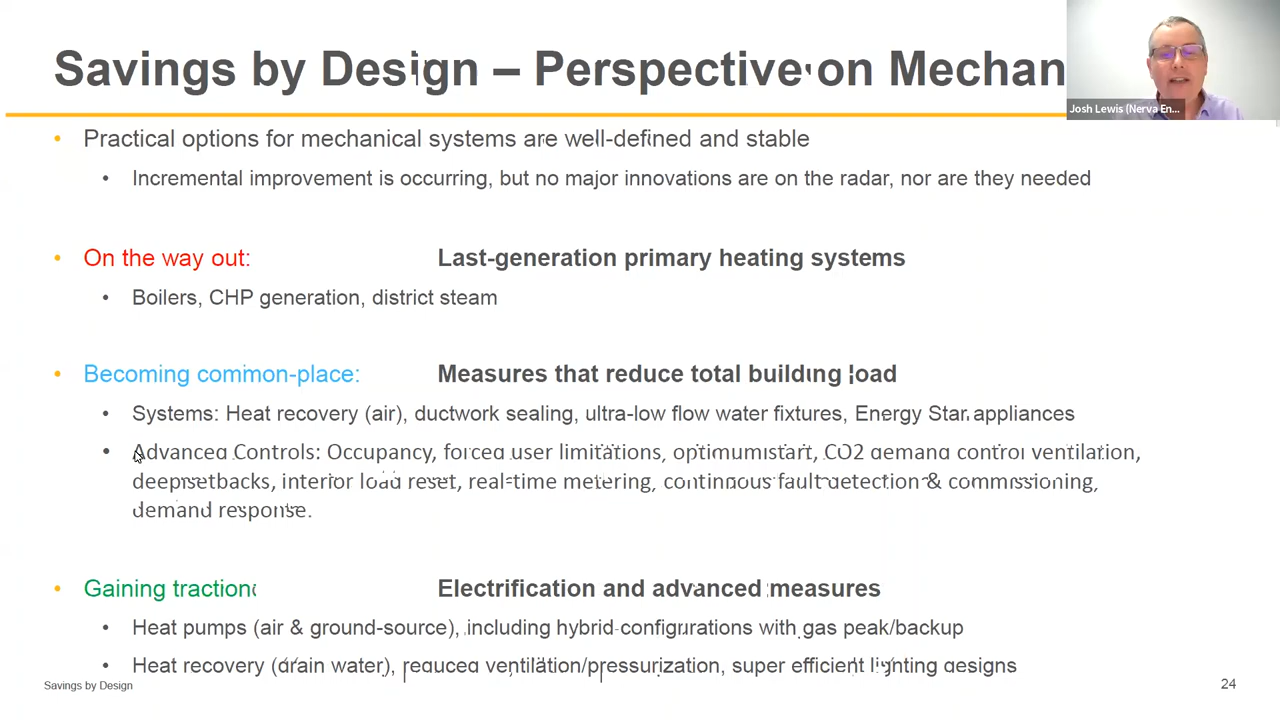 Savings by Design – Perspective on Mechan
Josh Lewis (Nerva En...
• Practical options for mechanical systems are well-defined and stable
• Incremental improvement is occurring, but no major innovations are on the radar, nor are they needed
• On the way out: Last-generation primary heating systems
• Boilers, CHP generation, district steam
• Becoming common-place: Measures that reduce total building load
• Systems: Heat recovery (air), ductwork sealing, ultra-low flow water fixtures, Energy Star appliances
• Advanced Controls: Occupancy, forced user limitations, optimum start, CO2 demand control ventilation,
deep setbacks, interior load reset, real-time metering, continuous fault detection & commissioning,
demand response.
• Gaining traction: Electrification and advanced measures
• Heat pumps (air & ground-source), including hybrid configurations with gas peak/backup
• Heat recovery (drain water), reduced ventilation/pressurization, super efficient lighting designs
Savings by Design
24